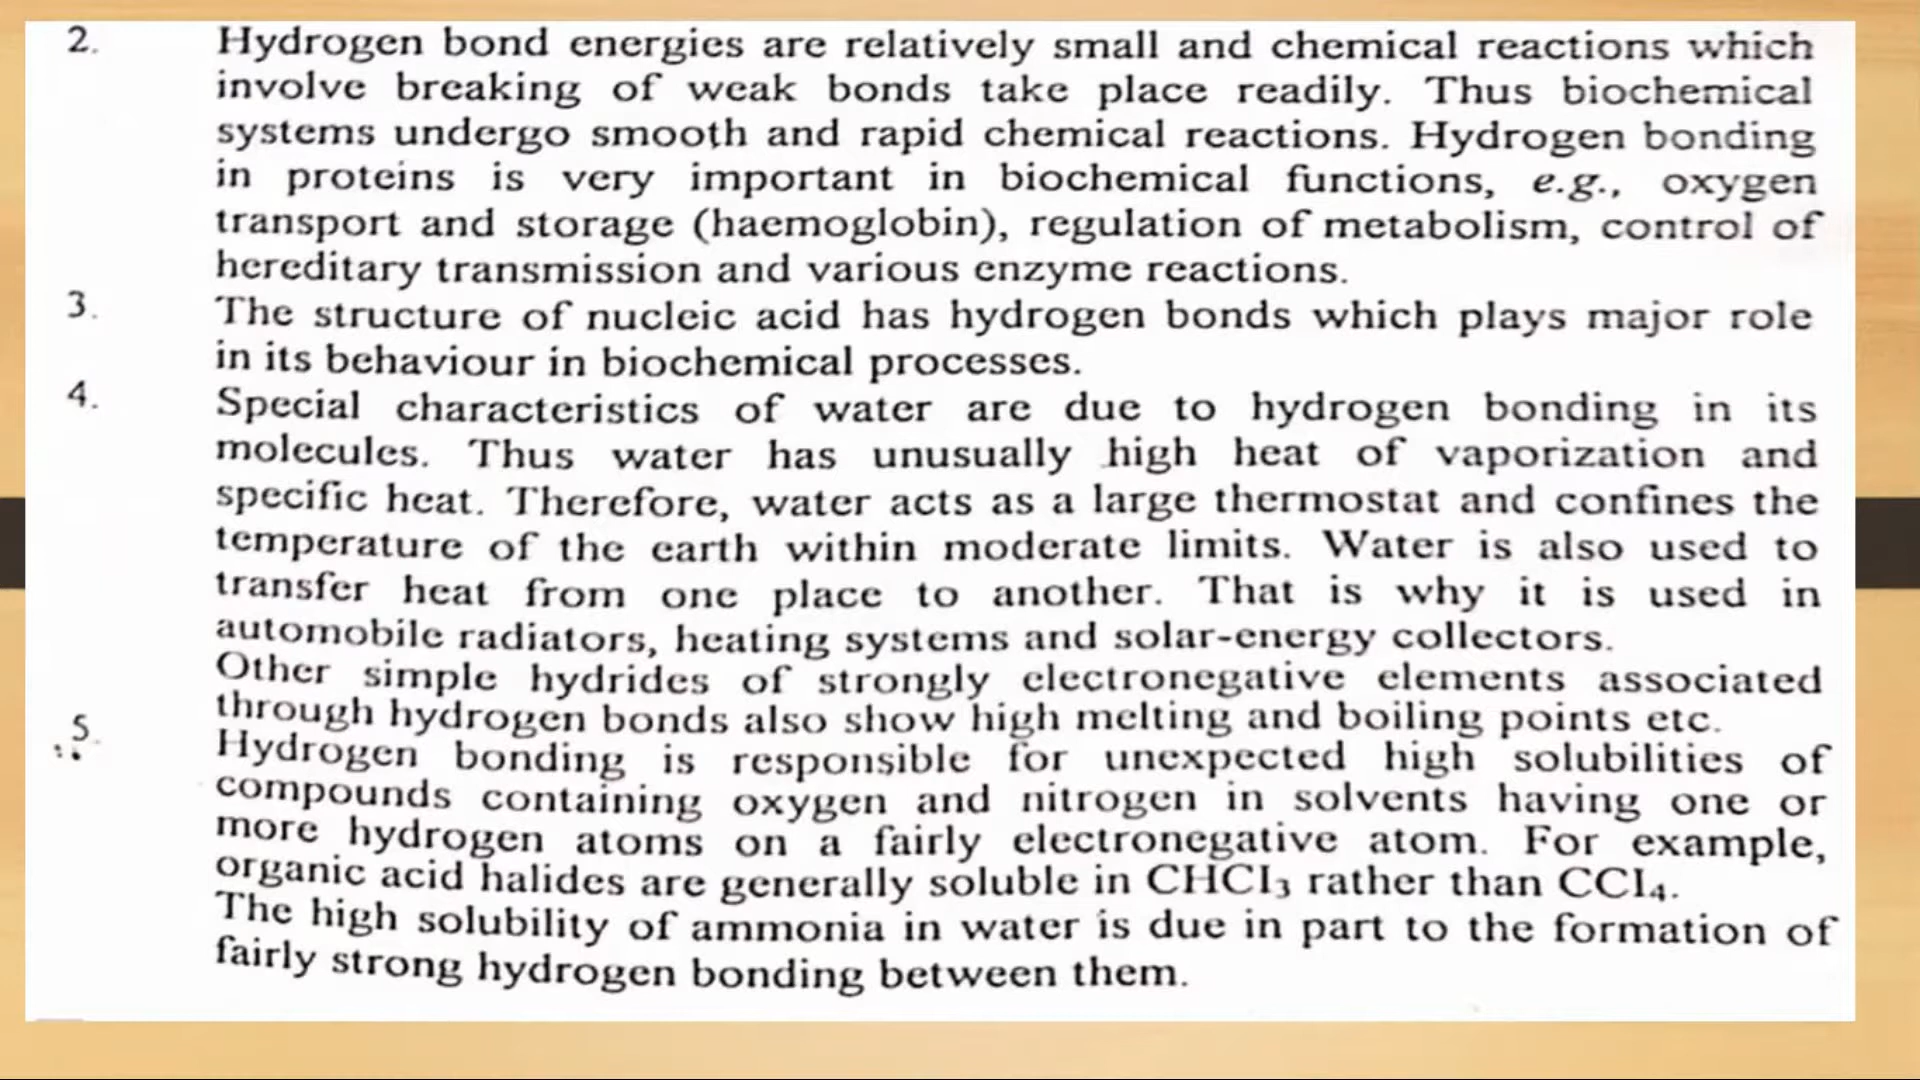 2. Hydrogen bond energies are relatively small and chemical reactions which
involve breaking of weak bonds take place readily. Thus biochemical
systems undergo smooth and rapid chemical reactions. Hydrogen bonding
in proteins is very important in biochemical functions, e.g., oxygen
transport and storage (haemoglobin), regulation of metabolism, control of
hereditary transmission and various enzyme reactions.
3. The structure of nucleic acid has hydrogen bonds which plays major role
in its behaviour in biochemical processes.
4. Special characteristics of water are due to hydrogen bonding in its
molecules. Thus water has unusually high heat of vaporization and
specific heat. Therefore, water acts as a large thermostat and confines the
temperature of the earth within moderate limits. Water is also used to
transfer heat from one place to another. That is why it is used in
automobile radiators, heating systems and solar-energy collectors.
Other simple hydrides of strongly electronegative elements associated
through hydrogen bonds also show high melting and boiling points etc.
5. Hydrogen bonding is responsible for unexpected high solubilities of
compounds containing oxygen and nitrogen in solvents having one or
more hydrogen atoms on a fairly electronegative atom. For example,
organic acid halides are generally soluble in CHCl₃ rather than CCl₄.
The high solubility of ammonia in water is due in part to the formation of
fairly strong hydrogen bonding between them.